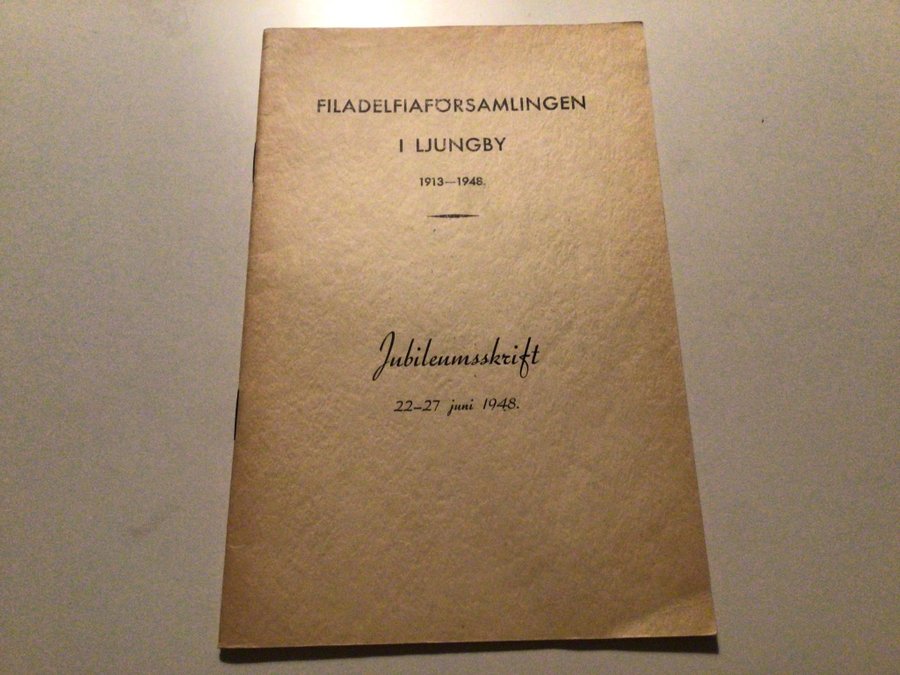 FILADELFIAFÖRSAMLINGEN
I LJUNGBY
1913—1948.
Jubileumsskrift
22–27 juni 1948.